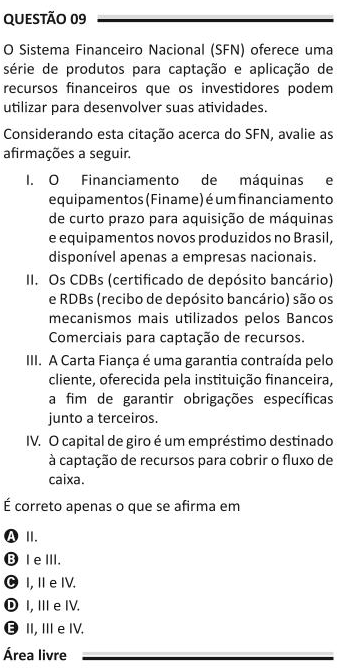 QUESTÃO 09
O Sistema Financeiro Nacional (SFN) oferece uma
série de produtos para captação e aplicação de
recursos financeiros que os investidores podem
utilizar para desenvolver suas atividades.
Considerando esta citação acerca do SFN, avalie as
afirmações a seguir.
I. O Financiamento de máquinas e
equipamentos (Finame) é um financiamento
de curto prazo para aquisição de máquinas
e equipamentos novos produzidos no Brasil,
disponível apenas a empresas nacionais.
II. Os CDBs (certificado de depósito bancário)
e RDBs (recibo de depósito bancário) são os
mecanismos mais utilizados pelos Bancos
Comerciais para captação de recursos.
III. A Carta Fiança é uma garantia contraída pelo
cliente, oferecida pela instituição financeira,
a fim de garantir obrigações específicas
junto a terceiros.
IV. O capital de giro é um empréstimo destinado
à captação de recursos para cobrir o fluxo de
caixa.
É correto apenas o que se afirma em
A II.
B I e III.
C I, II e IV.
D I, III e IV.
E II, III e IV.
Área livre